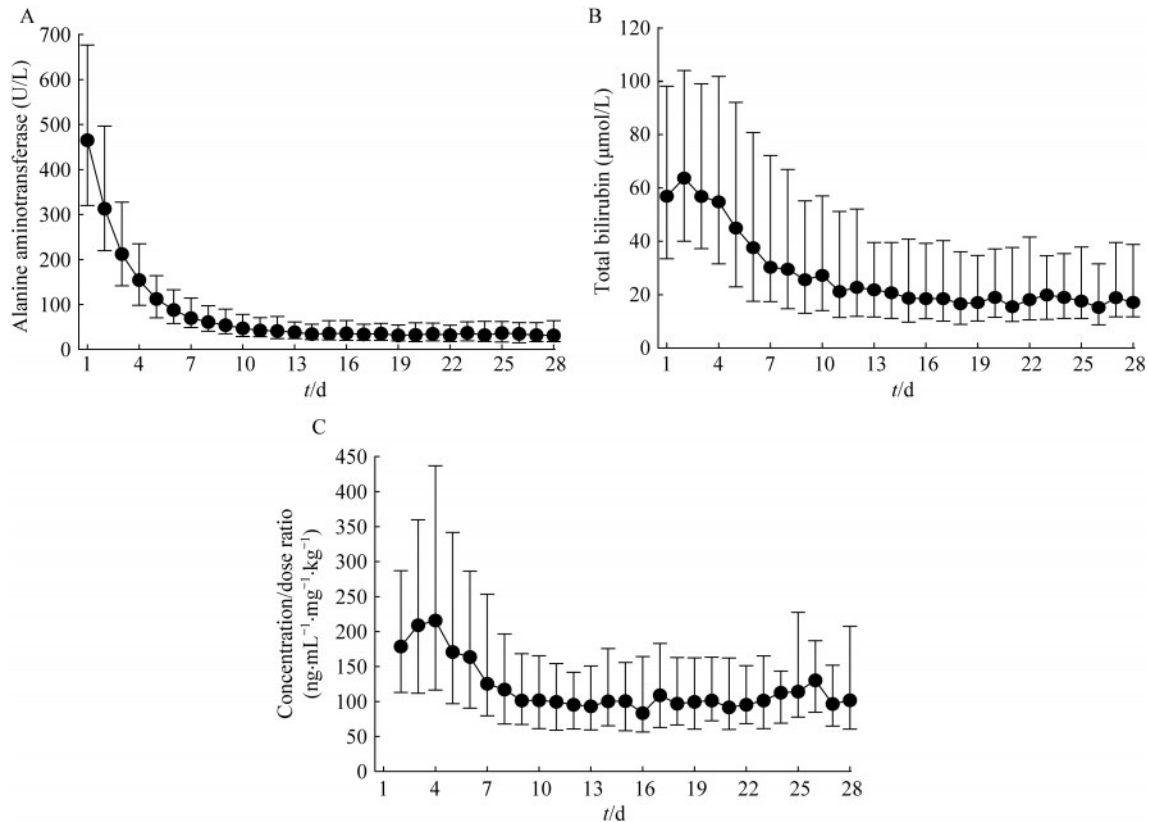 A
700
600
500
400
300
200
100
0
1 4 7 10 13 16 19 22 25 28
t/d
Alanine aminotransferase (U/L)
B
120
100
80
60
40
20
0
1 4 7 10 13 16 19 22 25 28
t/d
Total bilirubin (μmol/L)
C
450
400
350
300
250
200
150
100
50
0
1 4 7 10 13 16 19 22 25 28
t/d
Concentration/dose ratio
(ng·mL⁻¹·mg⁻¹·kg⁻¹)